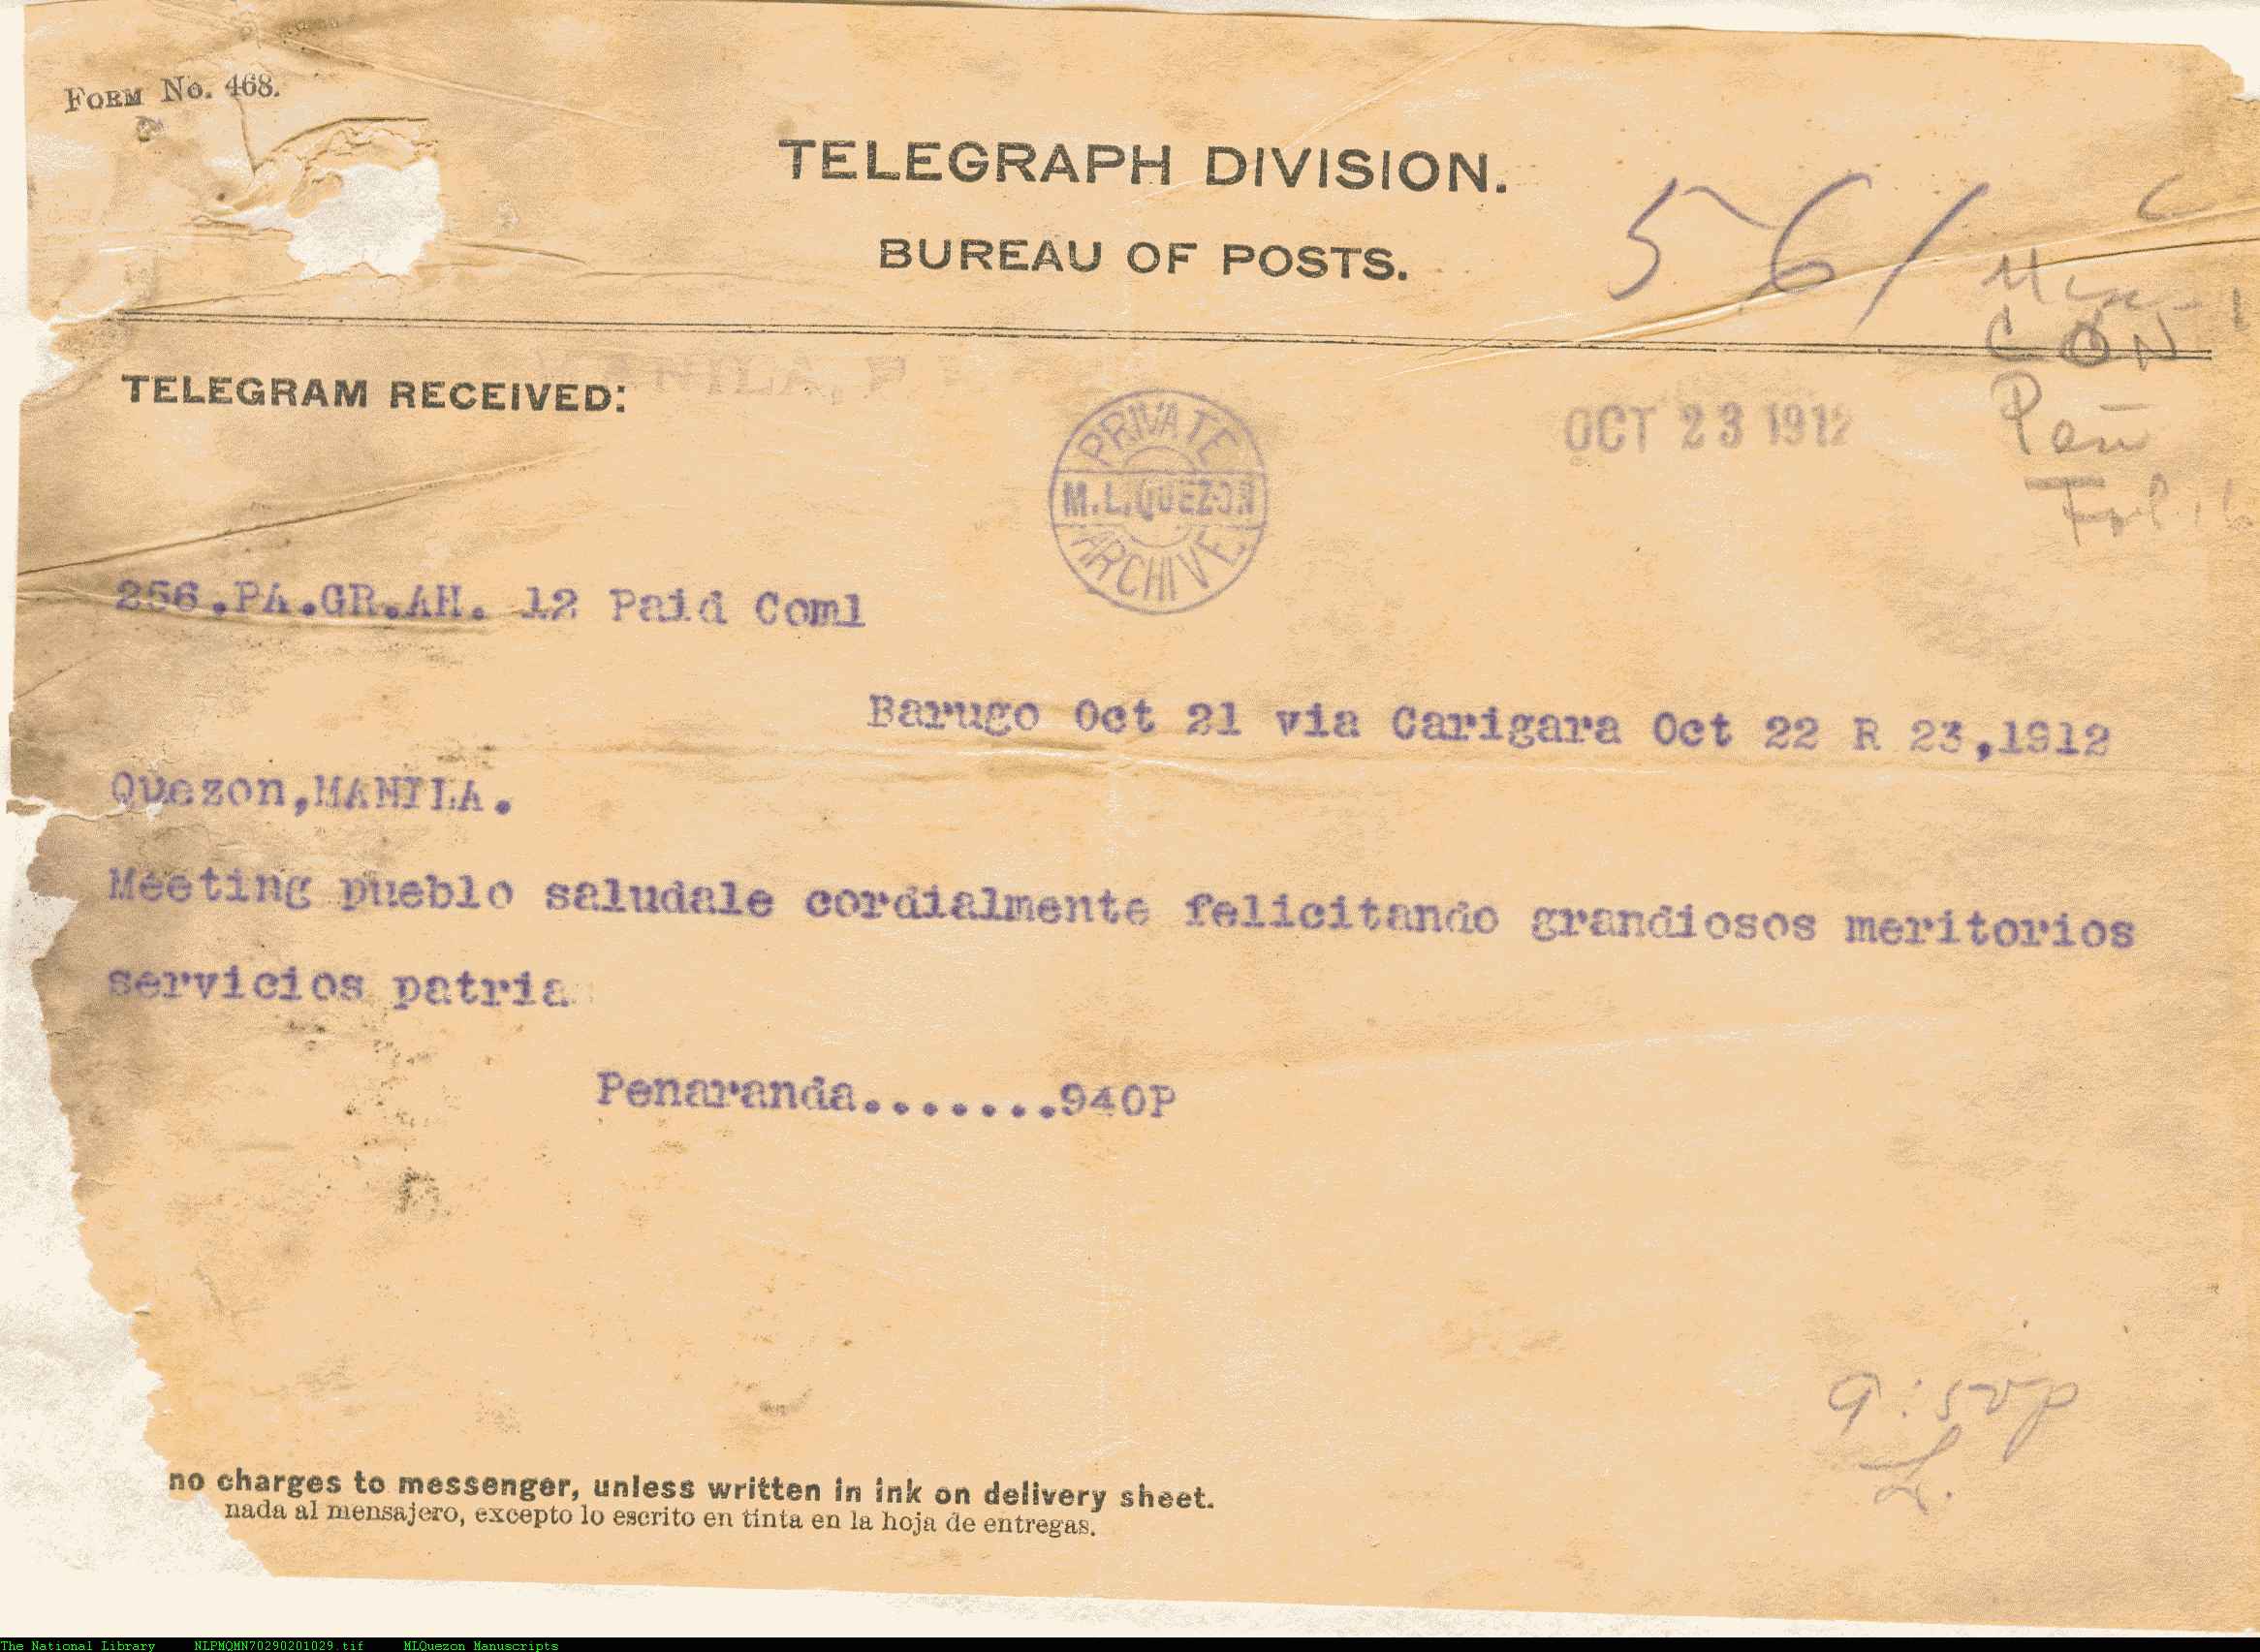 FORM No. 468.
TELEGRAPH DIVISION.
BUREAU OF POSTS.
561
C
CON
TELEGRAM RECEIVED:
MANILA, P
OCT 23 1912
PRIVATE
M.L.QUEZON
ARCHIVE
256.PA.GR.AH. 12 Paid Coml
Barugo Oct 21 via Carigara Oct 22 R 23,1912
Quezon,MANILA.
Meeting pueblo saludale cordialmente felicitando grandiosos meritorios
servicios patria
Penaranda.......940P
9:50p
L.
no charges to messenger, unless written in ink on delivery sheet.
nada al mensajero, excepto lo escrito en tinta en la hoja de entregas.
The National Library NLPMQMN70290201029.tif MLQuezon Manuscripts